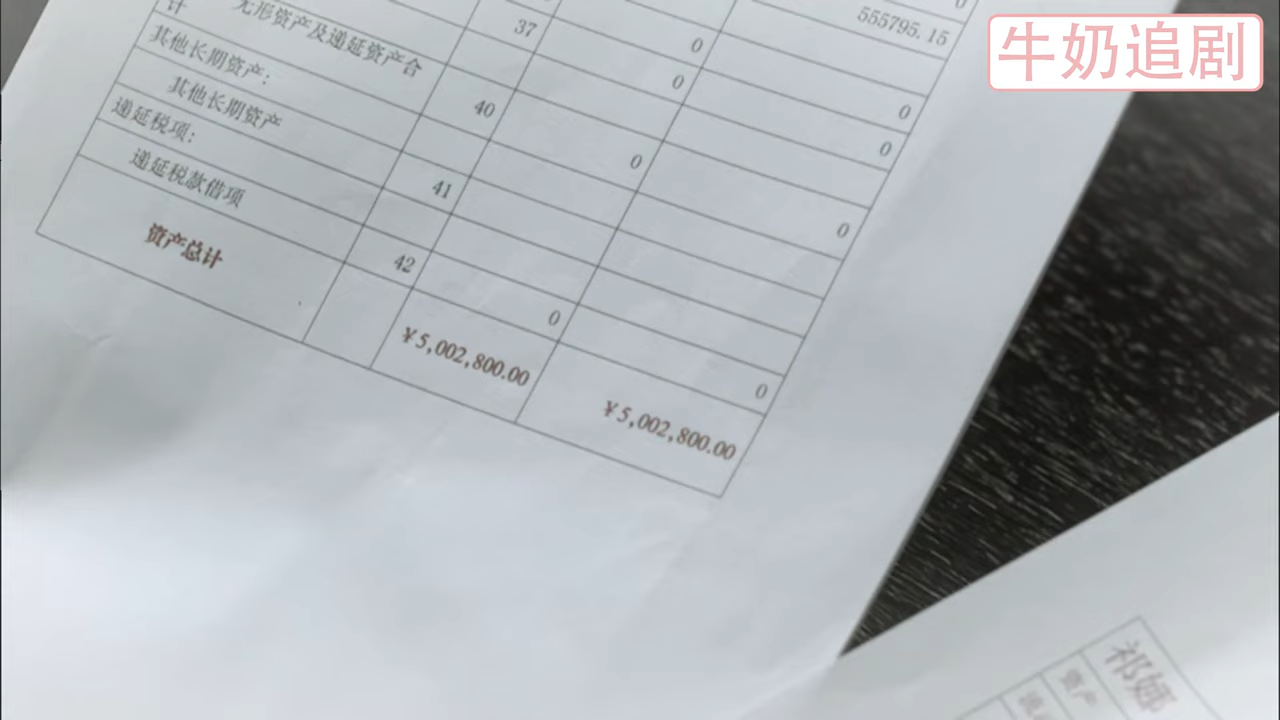 牛奶追剧
0
555795.15
无形资产及递延资产合计 37 0 0
其他长期资产: 0 0
其他长期资产 40 0 0
递延税项:
递延税款借项 41
42 0 0
资产总计 ¥5,002,800.00 ¥5,002,800.00
祁娜
资产